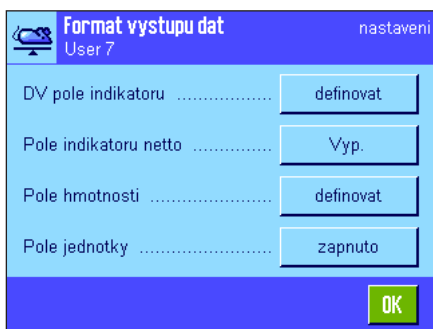 Format vystupu dat nastaveni
User 7
DV pole indikatoru .................. definovat
Pole indikatoru netto ............... Vyp.
Pole hmotnosti ....................... definovat
Pole jednotky ......................... zapnuto
OK